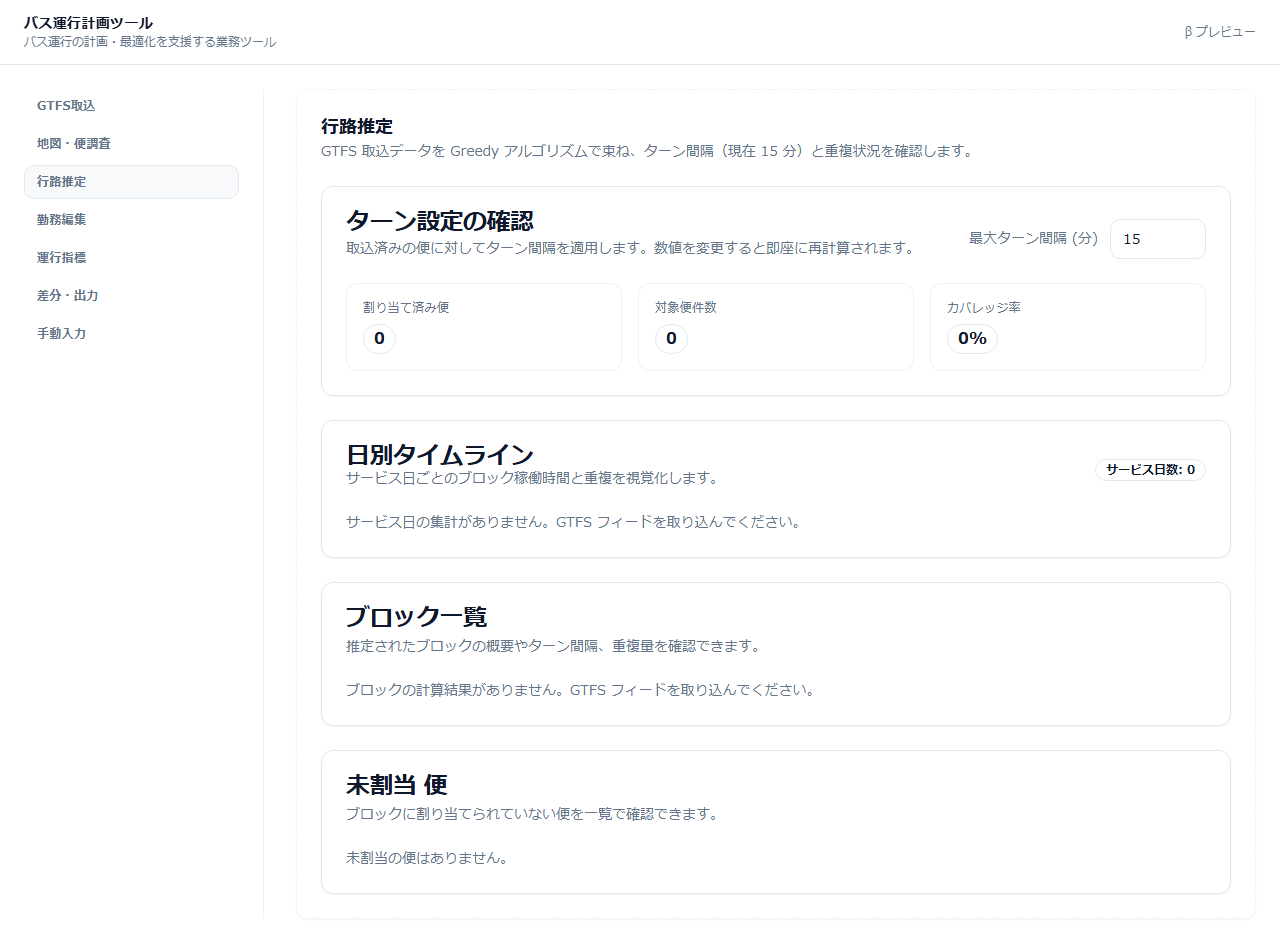 バス運行計画ツール
バス運行の計画・最適化を支援する業務ツール
β プレビュー
GTFS取込
地図・便調査
行路推定
勤務編集
運行指標
差分・出力
手動入力
行路推定
GTFS 取込データを Greedy アルゴリズムで束ね、ターン間隔（現在 15 分）と重複状況を確認します。
ターン設定の確認
取込済みの便に対してターン間隔を適用します。数値を変更すると即座に再計算されます。
最大ターン間隔 (分)
15
割り当て済み便
0
対象便件数
0
カバレッジ率
0%
日別タイムライン
サービス日ごとのブロック稼働時間と重複を視覚化します。
サービス日数: 0
サービス日の集計がありません。GTFS フィードを取り込んでください。
ブロック一覧
推定されたブロックの概要やターン間隔、重複量を確認できます。
ブロックの計算結果がありません。GTFS フィードを取り込んでください。
未割当 便
ブロックに割り当てられていない便を一覧で確認できます。
未割当の便はありません。